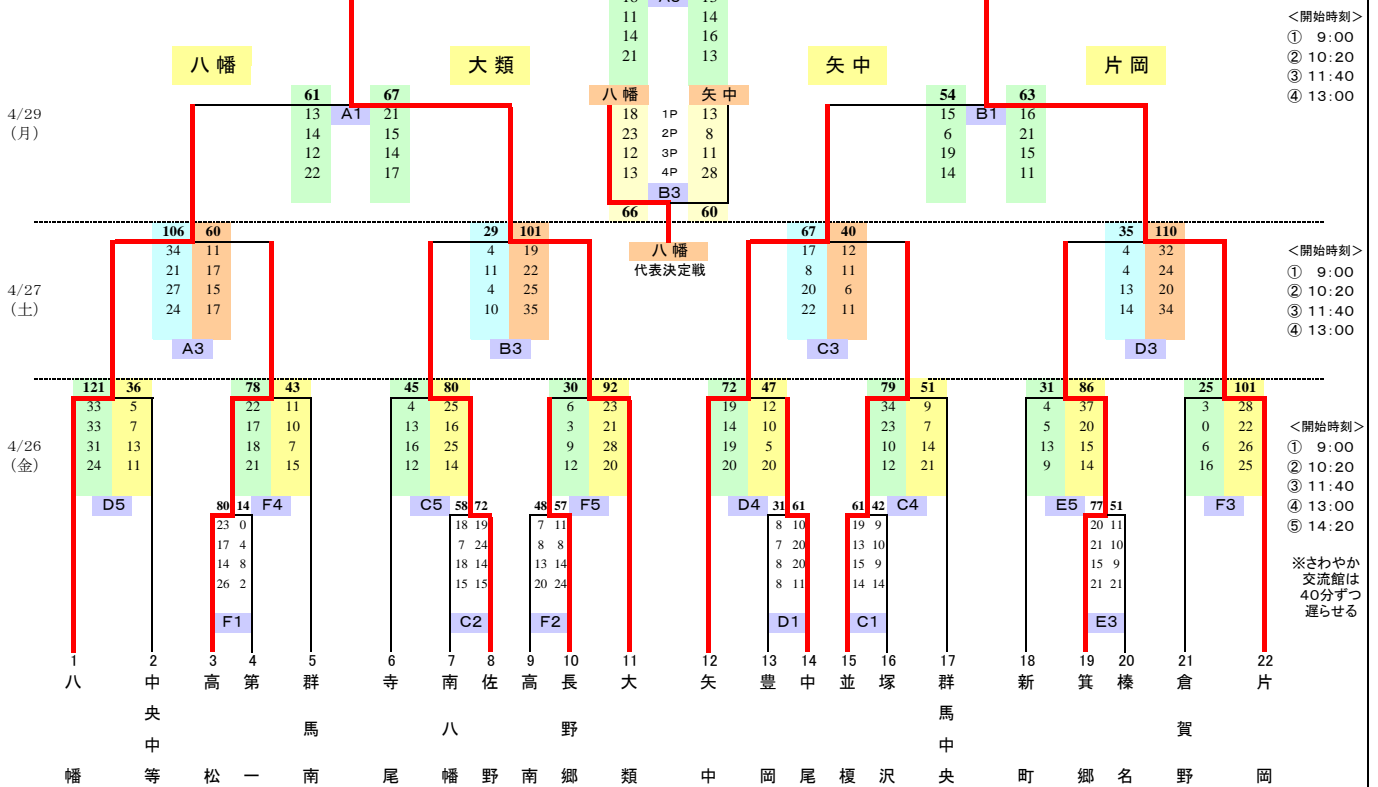 11 14
14 16
21 13
<開始時刻>
① 9:00
② 10:20
③ 11:40
④ 13:00
八幡 大類 矢中 片岡
4/29
(月)
61 67
A1
13 21
14 15
12 14
22 17
八幡 矢中
18 1P 13
23 2P 8
12 3P 11
13 4P 28
B3
66 60
八幡
代表決定戦
54 63
B1
15 16
6 21
19 15
14 11
4/27
(土)
106 60
34 11
21 17
27 15
24 17
A3
29 101
4 19
11 22
4 25
10 35
B3
67 40
17 12
8 11
20 6
22 11
C3
35 110
4 32
4 24
13 20
14 34
D3
<開始時刻>
① 9:00
② 10:20
③ 11:40
④ 13:00
4/26
(金)
121 36
33 5
33 7
31 13
24 11
D5
78 43
22 11
17 10
18 7
21 15
F4
45 80
4 25
13 16
16 25
12 14
C5
30 92
6 23
3 21
9 28
12 20
F5
72 47
19 12
14 10
19 5
20 20
D4
79 51
34 9
23 7
10 14
12 21
C4
31 86
4 37
5 20
13 15
9 14
E5
25 101
3 28
0 22
6 26
16 25
F3
<開始時刻>
① 9:00
② 10:20
③ 11:40
④ 13:00
⑤ 14:20
※さわやか
交流館は
40分ずつ
遅らせる
80 14
23 0
17 4
14 8
26 2
F1
58 72
18 19
7 24
18 14
15 15
C2
48 57
7 11
8 8
13 14
20 24
F2
31 61
8 10
7 20
8 20
8 11
D1
61 42
19 9
13 10
15 9
14 14
C1
77 51
20 11
21 10
15 9
21 21
E3
1 2 3 4 5 6 7 8 9 10 11 12 13 14 15 16 17 18 19 20 21 22
八幡
中央中等
高松
第一
群馬南
寺尾
南八幡
佐野
高南
長野郷
大類
矢中
豊岡
中尾
並榎
塚沢
群馬中央
新町
箕郷
榛名
倉賀野
片岡